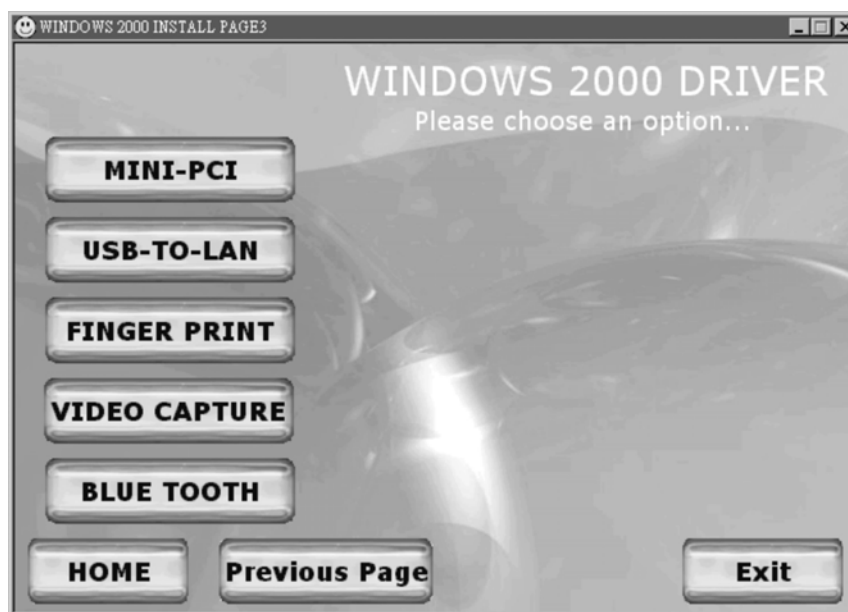 WINDOWS 2000 INSTALL PAGE3
WINDOWS 2000 DRIVER
Please choose an option...
MINI-PCI
USB-TO-LAN
FINGER PRINT
VIDEO CAPTURE
BLUE TOOTH
HOME
Previous Page
Exit